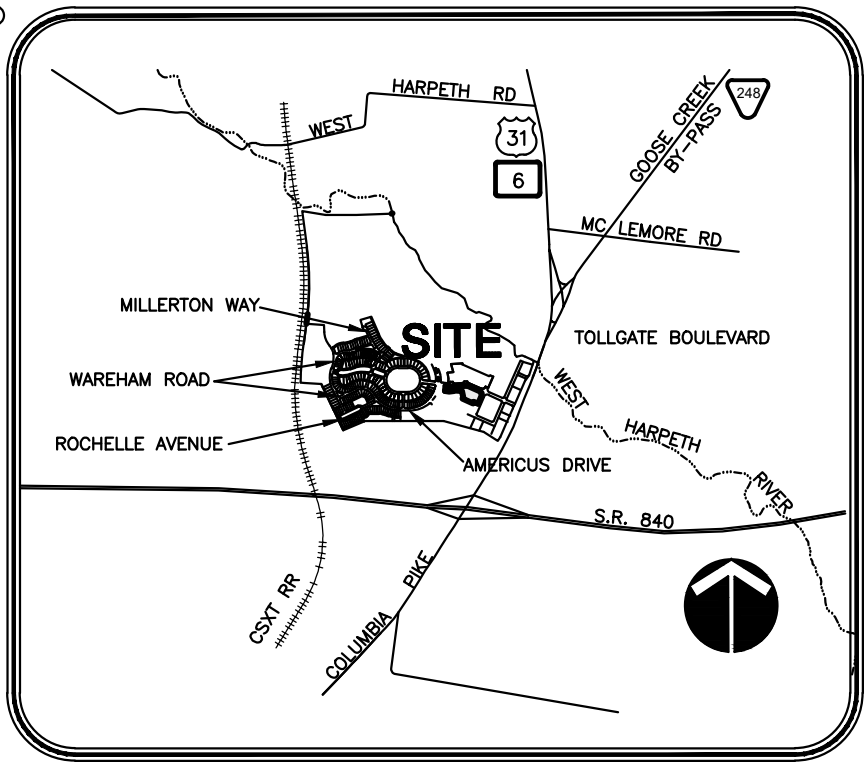 HARPETH RD
WEST
31
6
GOOSE CREEK
BY-PASS
248
MC LEMORE RD
MILLERTON WAY
SITE
TOLLGATE BOULEVARD
WAREHAM ROAD
WEST
HARPETH
RIVER
ROCHELLE AVENUE
AMERICUS DRIVE
S.R. 840
CSXT RR
COLUMBIA PIKE